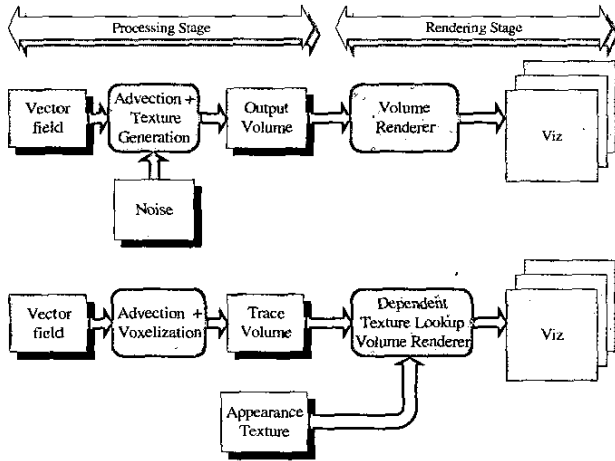 Processing Stage
Rendering Stage
Vector
field
Advection +
Texture
Generation
Output
Volume
Volume
Renderer
Viz
Noise
Vector
field
Advection +
Voxelization
Trace
Volume
Dependent
Texture Lookup
Volume Renderer
Viz
Appearance
Texture